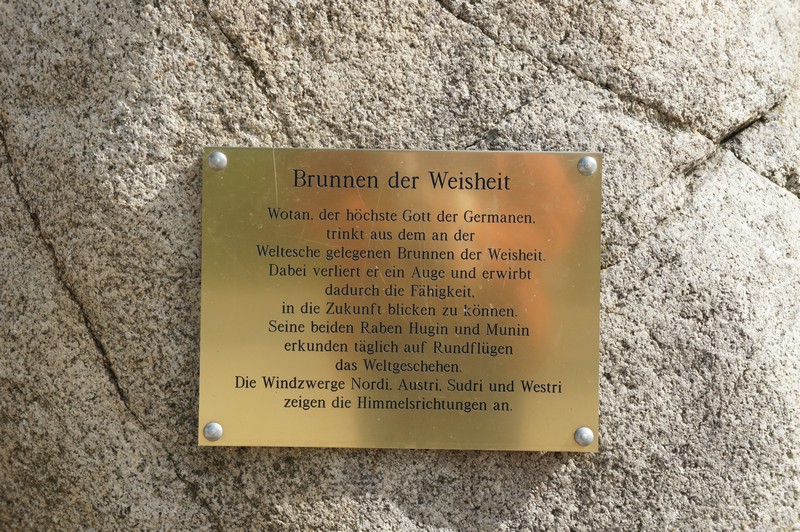 Brunnen der Weisheit
Wotan, der höchste Gott der Germanen,
trinkt aus dem an der
Weltesche gelegenen Brunnen der Weisheit.
Dabei verliert er ein Auge und erwirbt
dadurch die Fähigkeit,
in die Zukunft blicken zu können.
Seine beiden Raben Hugin und Munin
erkunden täglich auf Rundflügen
das Weltgeschehen.
Die Windzwerge Nordi, Austri, Sudri und Westri
zeigen die Himmelsrichtungen an.